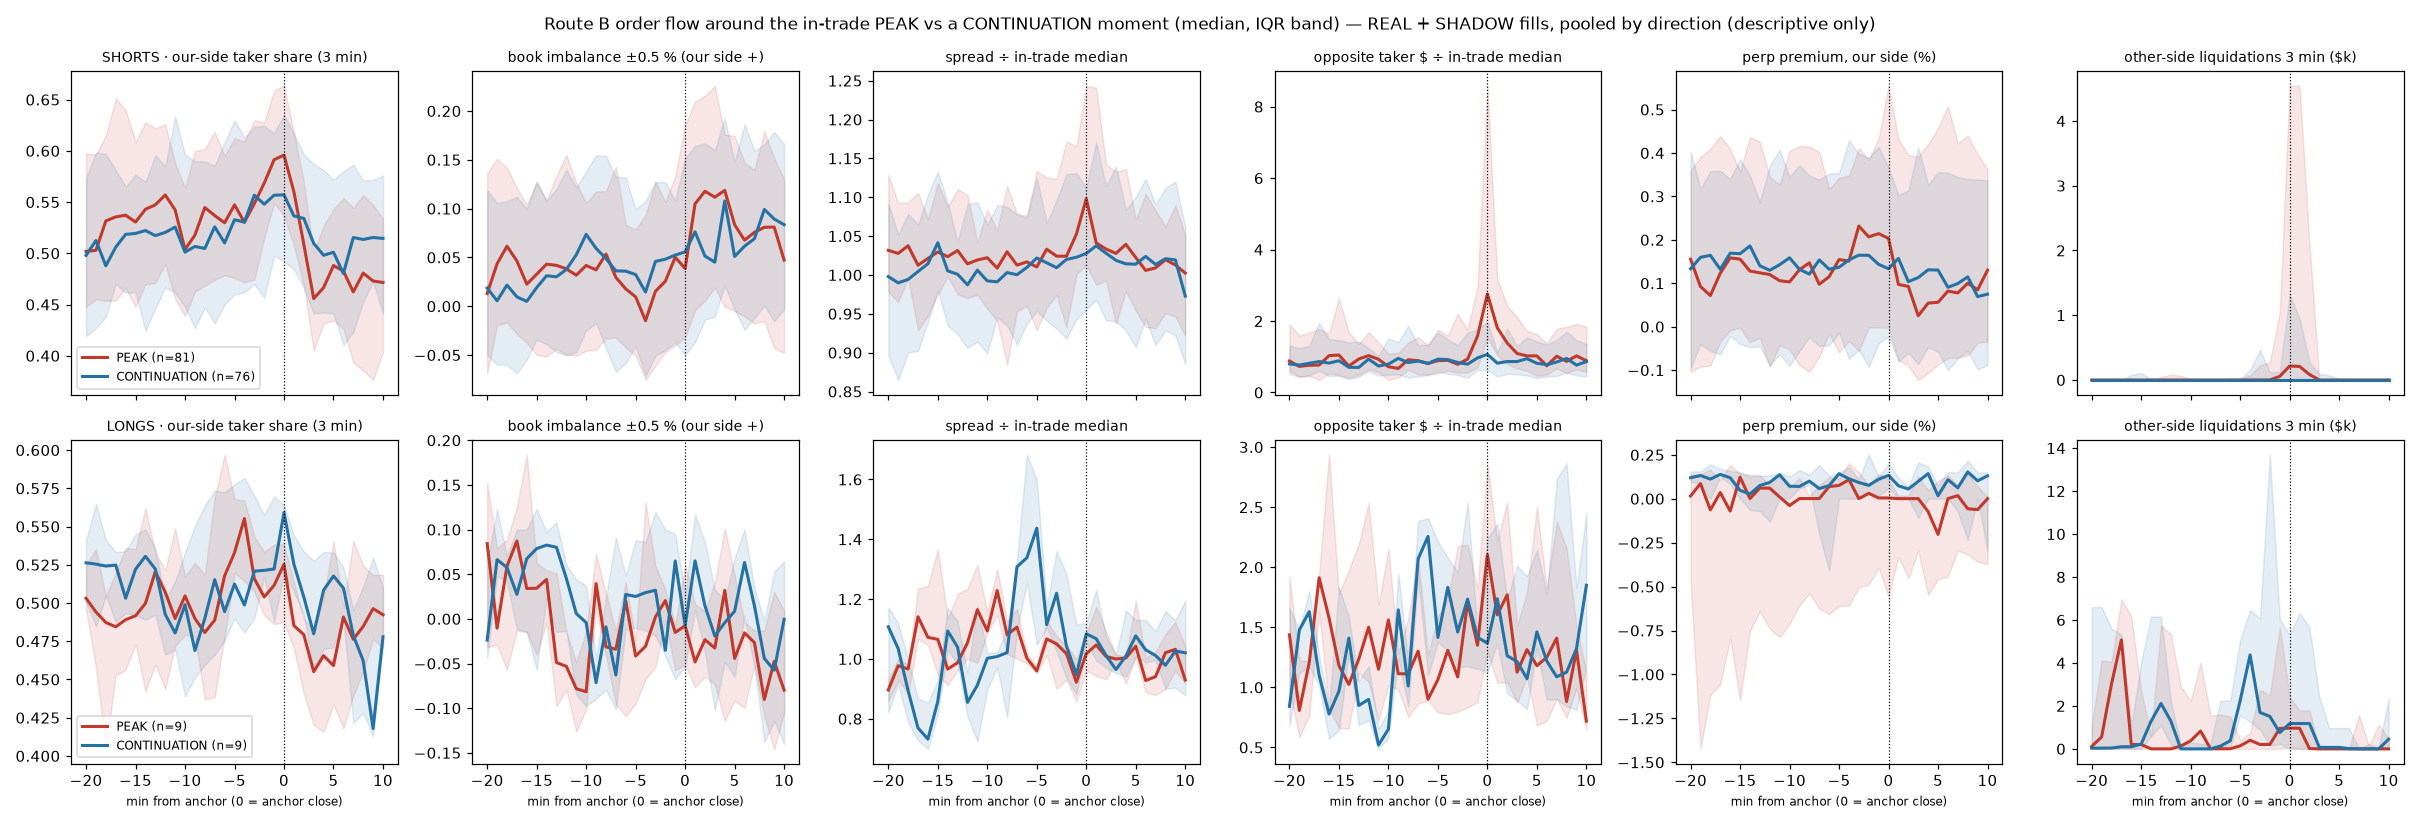 Route B order flow around the in-trade PEAK vs a CONTINUATION moment (median, IQR band) — REAL + SHADOW fills, pooled by direction (descriptive only)
SHORTS · our-side taker share (3 min)
0.65
0.60
0.55
0.50
0.45
0.40
PEAK (n=81)
CONTINUATION (n=76)
book imbalance ±0.5 % (our side +)
0.20
0.15
0.10
0.05
0.00
−0.05
spread ÷ in-trade median
1.25
1.20
1.15
1.10
1.05
1.00
0.95
0.90
0.85
opposite taker $ ÷ in-trade median
8
6
4
2
0
perp premium, our side (%)
0.5
0.4
0.3
0.2
0.1
0.0
−0.1
other-side liquidations 3 min ($k)
4
3
2
1
0
LONGS · our-side taker share (3 min)
0.600
0.575
0.550
0.525
0.500
0.475
0.450
0.425
0.400
PEAK (n=9)
CONTINUATION (n=9)
−20 −15 −10 −5 0 5 10
min from anchor (0 = anchor close)
book imbalance ±0.5 % (our side +)
0.20
0.15
0.10
0.05
0.00
−0.05
−0.10
−0.15
−20 −15 −10 −5 0 5 10
min from anchor (0 = anchor close)
spread ÷ in-trade median
1.6
1.4
1.2
1.0
0.8
−20 −15 −10 −5 0 5 10
min from anchor (0 = anchor close)
opposite taker $ ÷ in-trade median
3.0
2.5
2.0
1.5
1.0
0.5
−20 −15 −10 −5 0 5 10
min from anchor (0 = anchor close)
perp premium, our side (%)
0.25
0.00
−0.25
−0.50
−0.75
−1.00
−1.25
−1.50
−20 −15 −10 −5 0 5 10
min from anchor (0 = anchor close)
other-side liquidations 3 min ($k)
14
12
10
8
6
4
2
0
−20 −15 −10 −5 0 5 10
min from anchor (0 = anchor close)